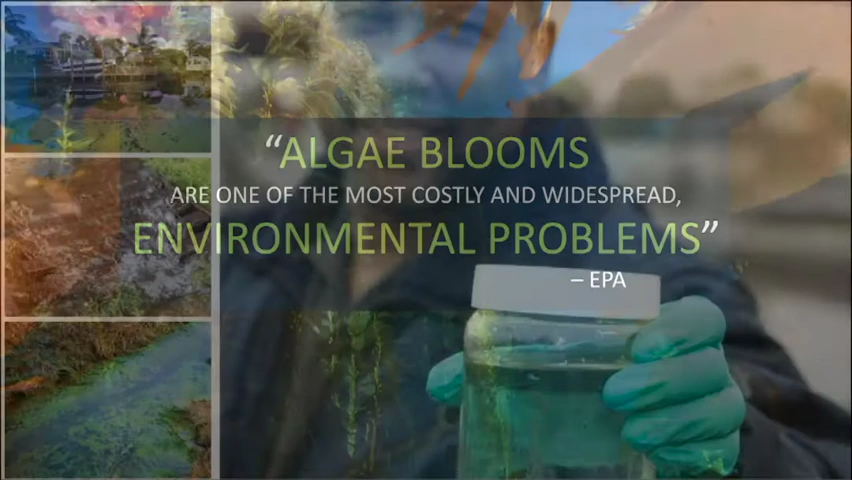 “ALGAE BLOOMS
ARE ONE OF THE MOST COSTLY AND WIDESPREAD,
ENVIRONMENTAL PROBLEMS”
– EPA